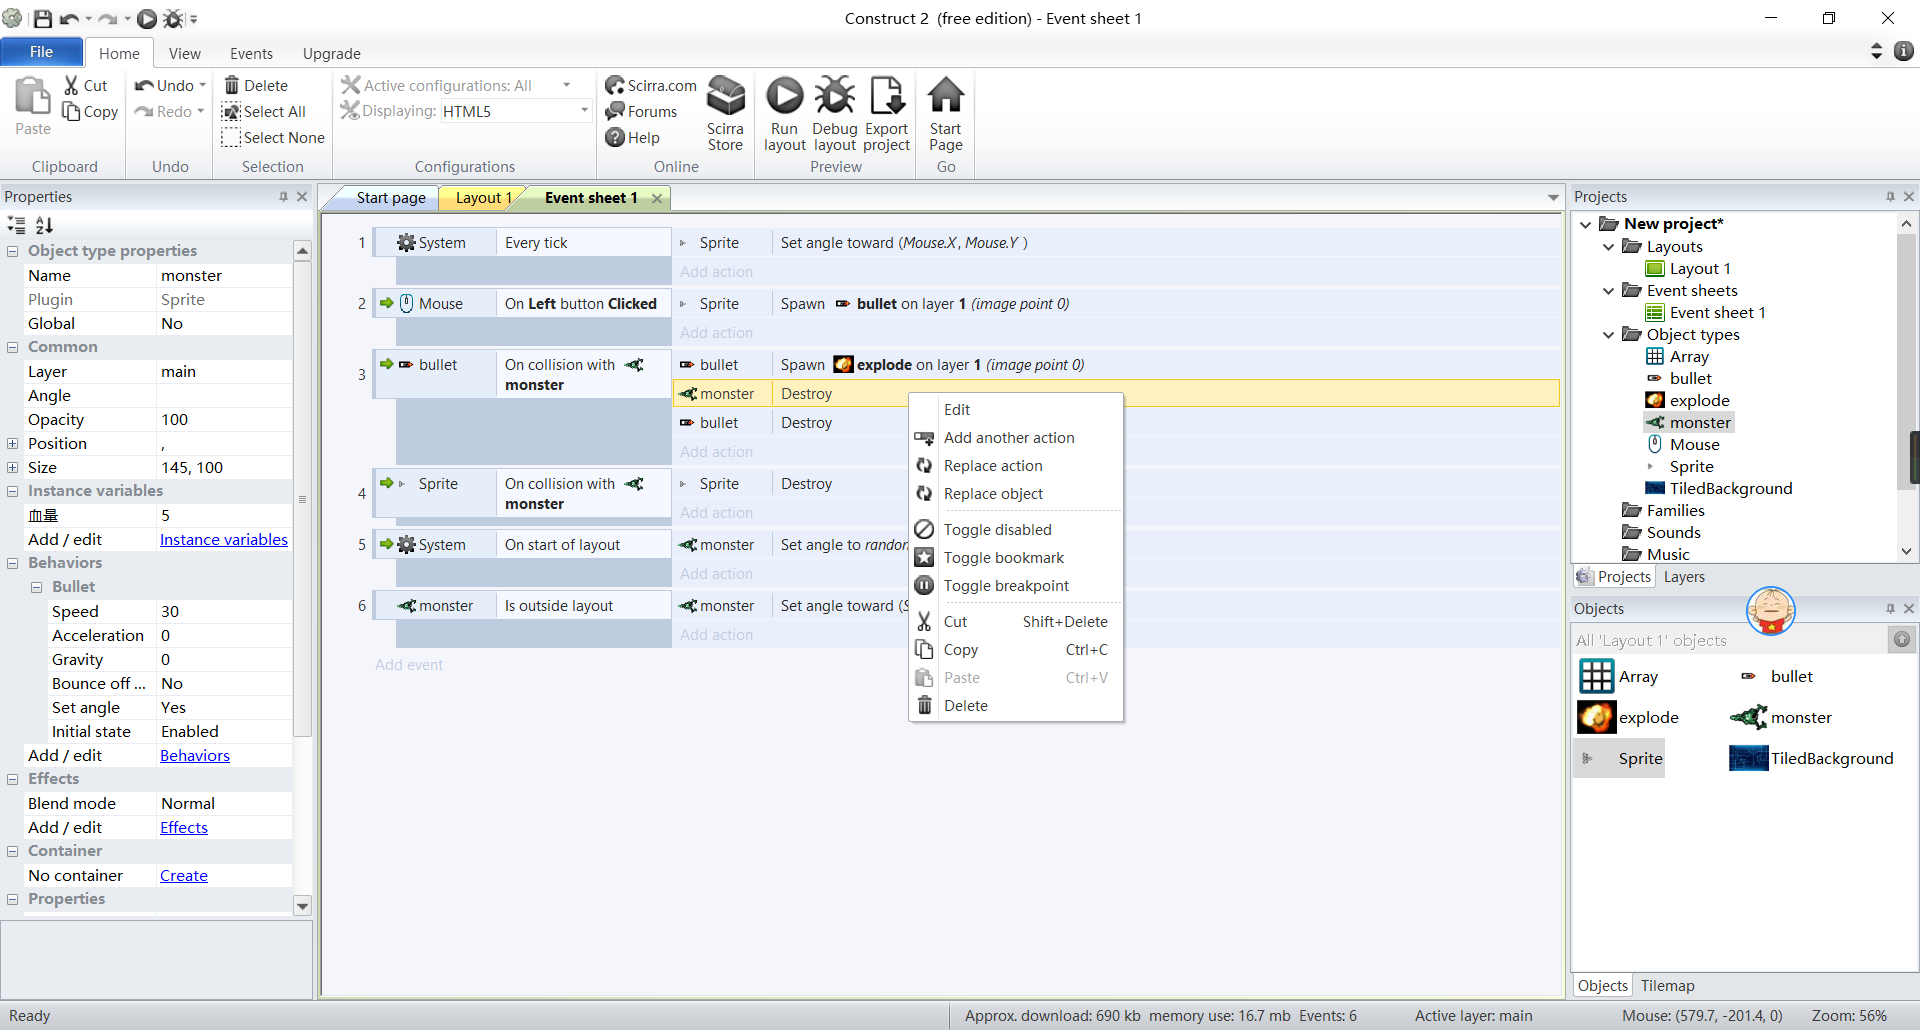 Construct 2  (free edition) - Event sheet 1
File
Home
View
Events
Upgrade
Paste
Cut
Copy
Clipboard
Undo
Redo
Undo
Delete
Select All
Select None
Selection
Active configurations: All
Displaying: HTML5
Configurations
Scirra.com
Forums
Help
Scirra Store
Online
Run layout
Debug layout
Export project
Preview
Start Page
Go
Properties
Object type properties
Name monster
Plugin Sprite
Global No
Common
Layer main
Angle
Opacity 100
Position ,
Size 145, 100
Instance variables
血量 5
Add / edit Instance variables
Behaviors
Bullet
Speed 30
Acceleration 0
Gravity 0
Bounce off ... No
Set angle Yes
Initial state Enabled
Add / edit Behaviors
Effects
Blend mode Normal
Add / edit Effects
Container
No container Create
Properties
Start page
Layout 1
Event sheet 1
1 System Every tick Sprite Set angle toward (Mouse.X, Mouse.Y )
Add action
2 Mouse On Left button Clicked Sprite Spawn bullet on layer 1 (image point 0)
Add action
3 bullet On collision with monster bullet Spawn explode on layer 1 (image point 0)
monster Destroy
bullet Destroy
Add action
4 Sprite On collision with monster Sprite Destroy
Add action
5 System On start of layout monster Set angle to random
Add action
6 monster Is outside layout monster Set angle toward (S
Add action
Add event
Edit
Add another action
Replace action
Replace object
Toggle disabled
Toggle bookmark
Toggle breakpoint
Cut Shift+Delete
Copy Ctrl+C
Paste Ctrl+V
Delete
Projects
New project*
Layouts
Layout 1
Event sheets
Event sheet 1
Object types
Array
bullet
explode
monster
Mouse
Sprite
TiledBackground
Families
Sounds
Music
Projects
Layers
Objects
All 'Layout 1' objects
Array
bullet
explode
monster
Sprite
TiledBackground
Objects
Tilemap
Ready
Approx. download: 690 kb  memory use: 16.7 mb  Events: 6
Active layer: main
Mouse: (579.7, -201.4, 0)
Zoom: 56%